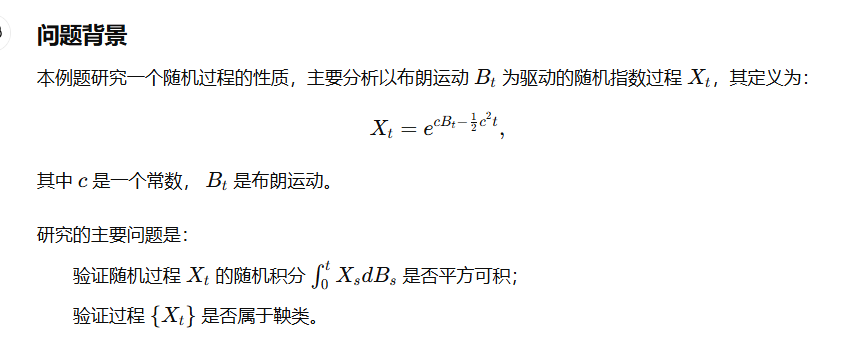 问题背景
本例题研究一个随机过程的性质，主要分析以布朗运动 $B_t$ 为驱动的随机指数过程 $X_t$，其定义为：
$X_t = e^{cB_t - \frac{1}{2}c^2t},$
其中 $c$ 是一个常数， $B_t$ 是布朗运动。
研究的主要问题是：
验证随机过程 $X_t$ 的随机积分 $\int_0^t X_s dB_s$ 是否平方可积；
验证过程 $\{X_t\}$ 是否属于鞅类。